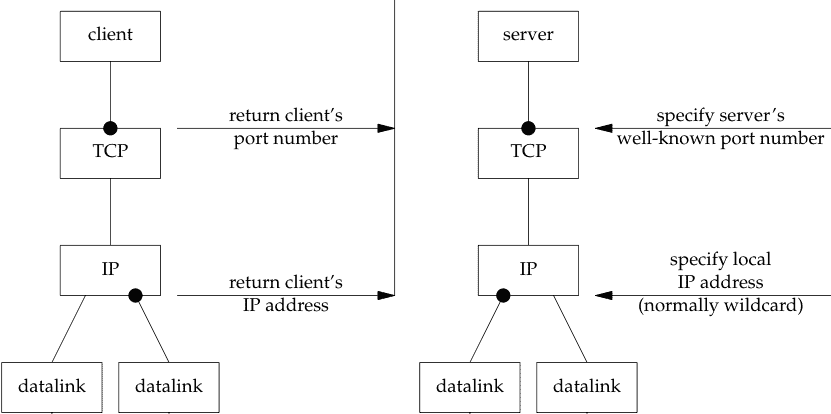 client
server
return client's
port number
specify server's
well-known port number
TCP
TCP
IP
return client's
IP address
IP
specify local
IP address
(normally wildcard)
datalink
datalink
datalink
datalink